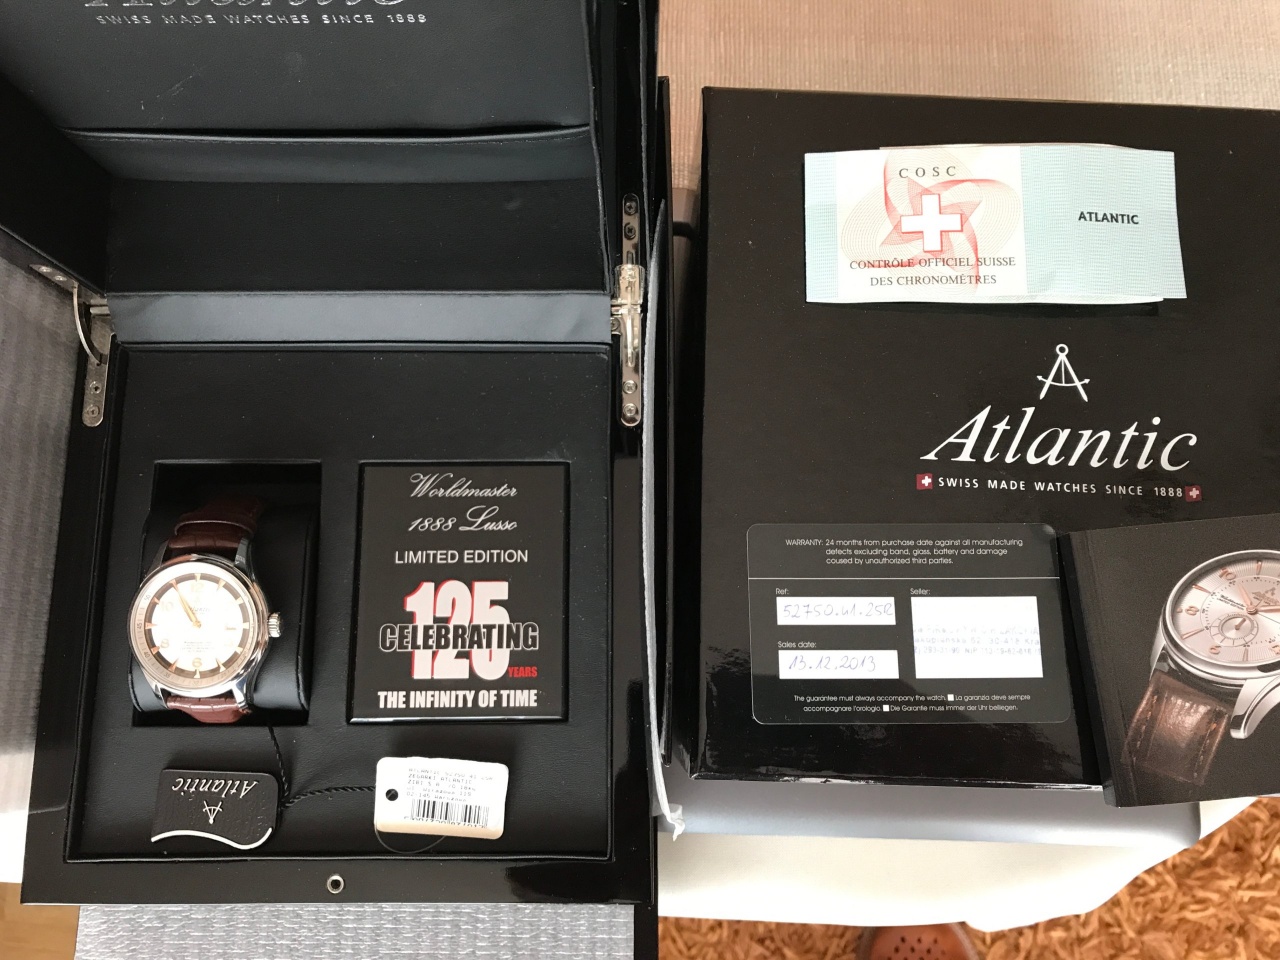 SWISS MADE WATCHES SINCE 1889
Worldmaster
1888 Lusso
LIMITED EDITION
125
CELEBRATING
YEARS
THE INFINITY OF TIME
Atlantic
COSC
CONTRÔLE OFFICIEL SUISSE
DES CHRONOMÈTRES
ATLANTIC
Atlantic
SWISS MADE WATCHES SINCE 1888
WARRANTY: 24 months from purchase date against all manufacturing
defects excluding band, glass, battery and damage
caused by unauthorized third parties.
Ref:
52750.41.25R
Seller:
Sales date:
13.12.2013
The guarantee must always accompany the watch. La garanzia deve sempre
accompagnare l'orologio. Die Garantie muss immer der Uhr beiliegen.